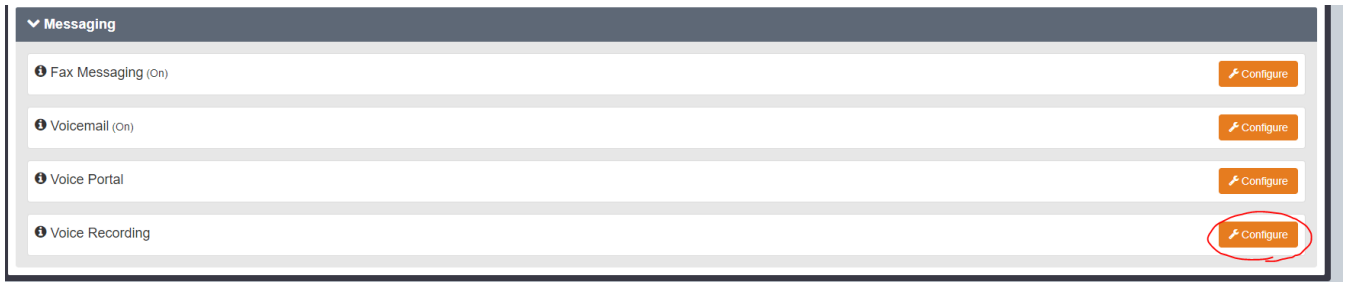 Messaging
Fax Messaging (On) Configure
Voicemail (On) Configure
Voice Portal Configure
Voice Recording Configure